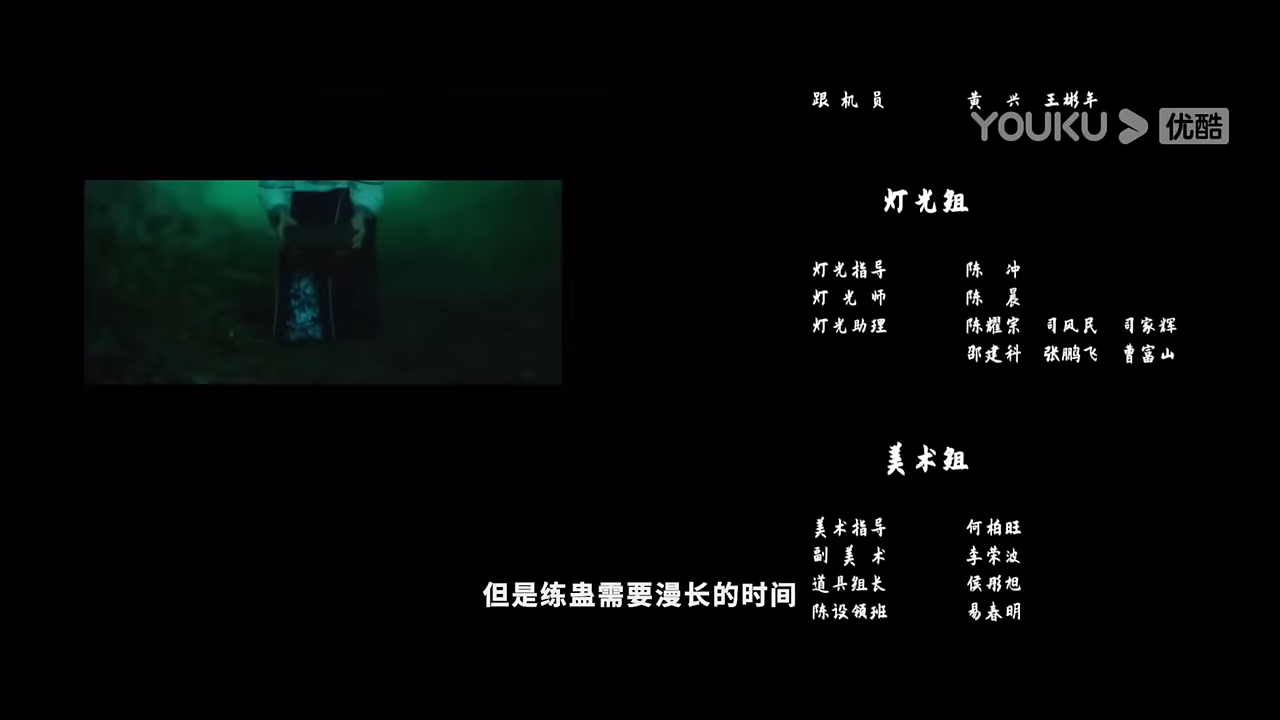 跟机员 黄兴 王彬年
YOUKU 优酷
灯光组
灯光指导 陈冲
灯光师 陈晨
灯光助理 陈耀宗 司风民 司家辉
邵建科 张鹏飞 曹富山
美术组
美术指导 何柏旺
副美术 李荣波
道具组长 侯彤旭
陈设领班 易春明
但是练蛊需要漫长的时间